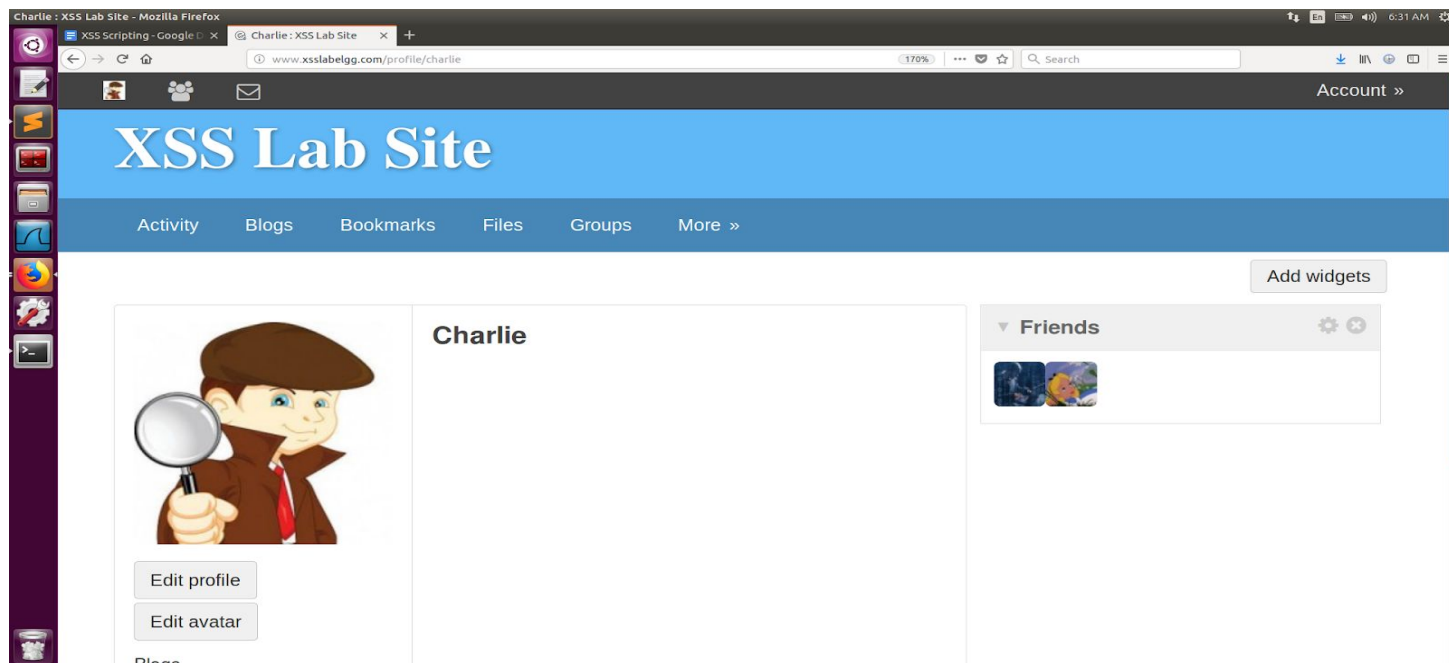 Charlie : XSS Lab Site - Mozilla Firefox
En
6:31 AM
XSS Scripting - Google D
Charlie : XSS Lab Site
www.xsslabelgg.com/profile/charlie
170%
Search
Account »
XSS Lab Site
Activity Blogs Bookmarks Files Groups More »
Add widgets
Charlie
Friends
Edit profile
Edit avatar
Blogs